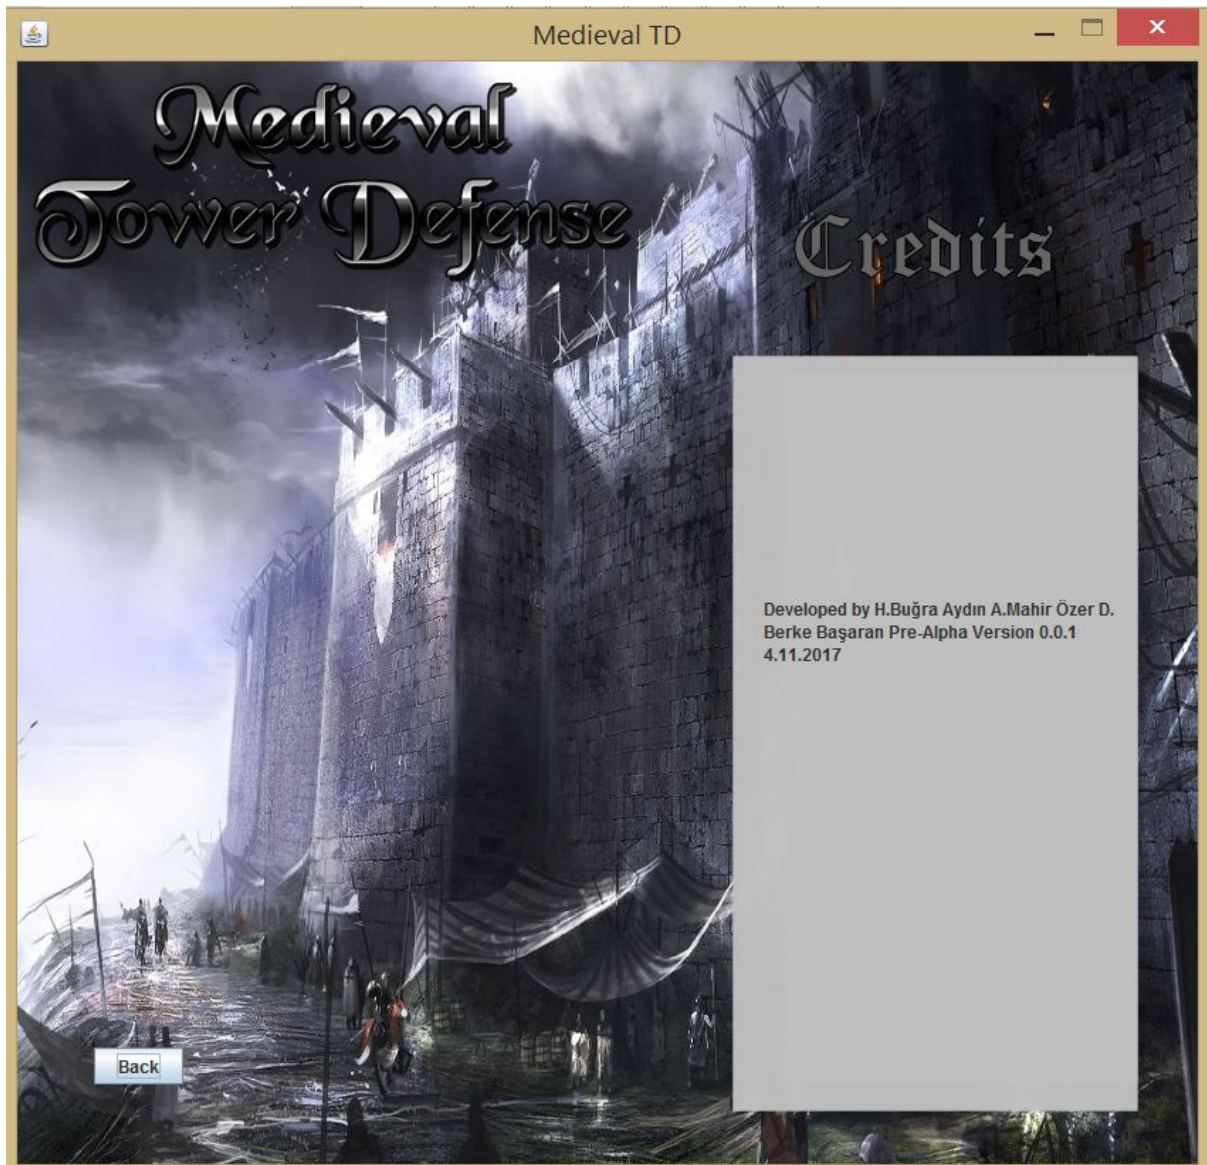 Medieval TD
Medieval
Tower Defense
Credits
Developed by H.Buğra Aydın A.Mahir Özer D.
Berke Başaran Pre-Alpha Version 0.0.1
4.11.2017
Back